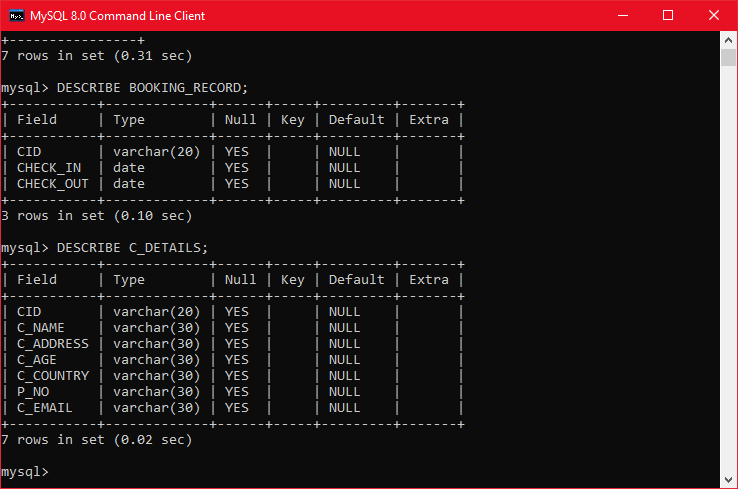 MySQL 8.0 Command Line Client
+----------------+
7 rows in set (0.31 sec)
mysql> DESCRIBE BOOKING_RECORD;
+-----------+-------------+------+-----+---------+-------+
| Field     | Type        | Null | Key | Default | Extra |
+-----------+-------------+------+-----+---------+-------+
| CID       | varchar(20) | YES  |     | NULL    |       |
| CHECK_IN  | date        | YES  |     | NULL    |       |
| CHECK_OUT | date        | YES  |     | NULL    |       |
+-----------+-------------+------+-----+---------+-------+
3 rows in set (0.10 sec)
mysql> DESCRIBE C_DETAILS;
+-----------+-------------+------+-----+---------+-------+
| Field     | Type        | Null | Key | Default | Extra |
+-----------+-------------+------+-----+---------+-------+
| CID       | varchar(20) | YES  |     | NULL    |       |
| C_NAME    | varchar(30) | YES  |     | NULL    |       |
| C_ADDRESS | varchar(30) | YES  |     | NULL    |       |
| C_AGE     | varchar(30) | YES  |     | NULL    |       |
| C_COUNTRY | varchar(30) | YES  |     | NULL    |       |
| P_NO      | varchar(30) | YES  |     | NULL    |       |
| C_EMAIL   | varchar(30) | YES  |     | NULL    |       |
+-----------+-------------+------+-----+---------+-------+
7 rows in set (0.02 sec)
mysql>